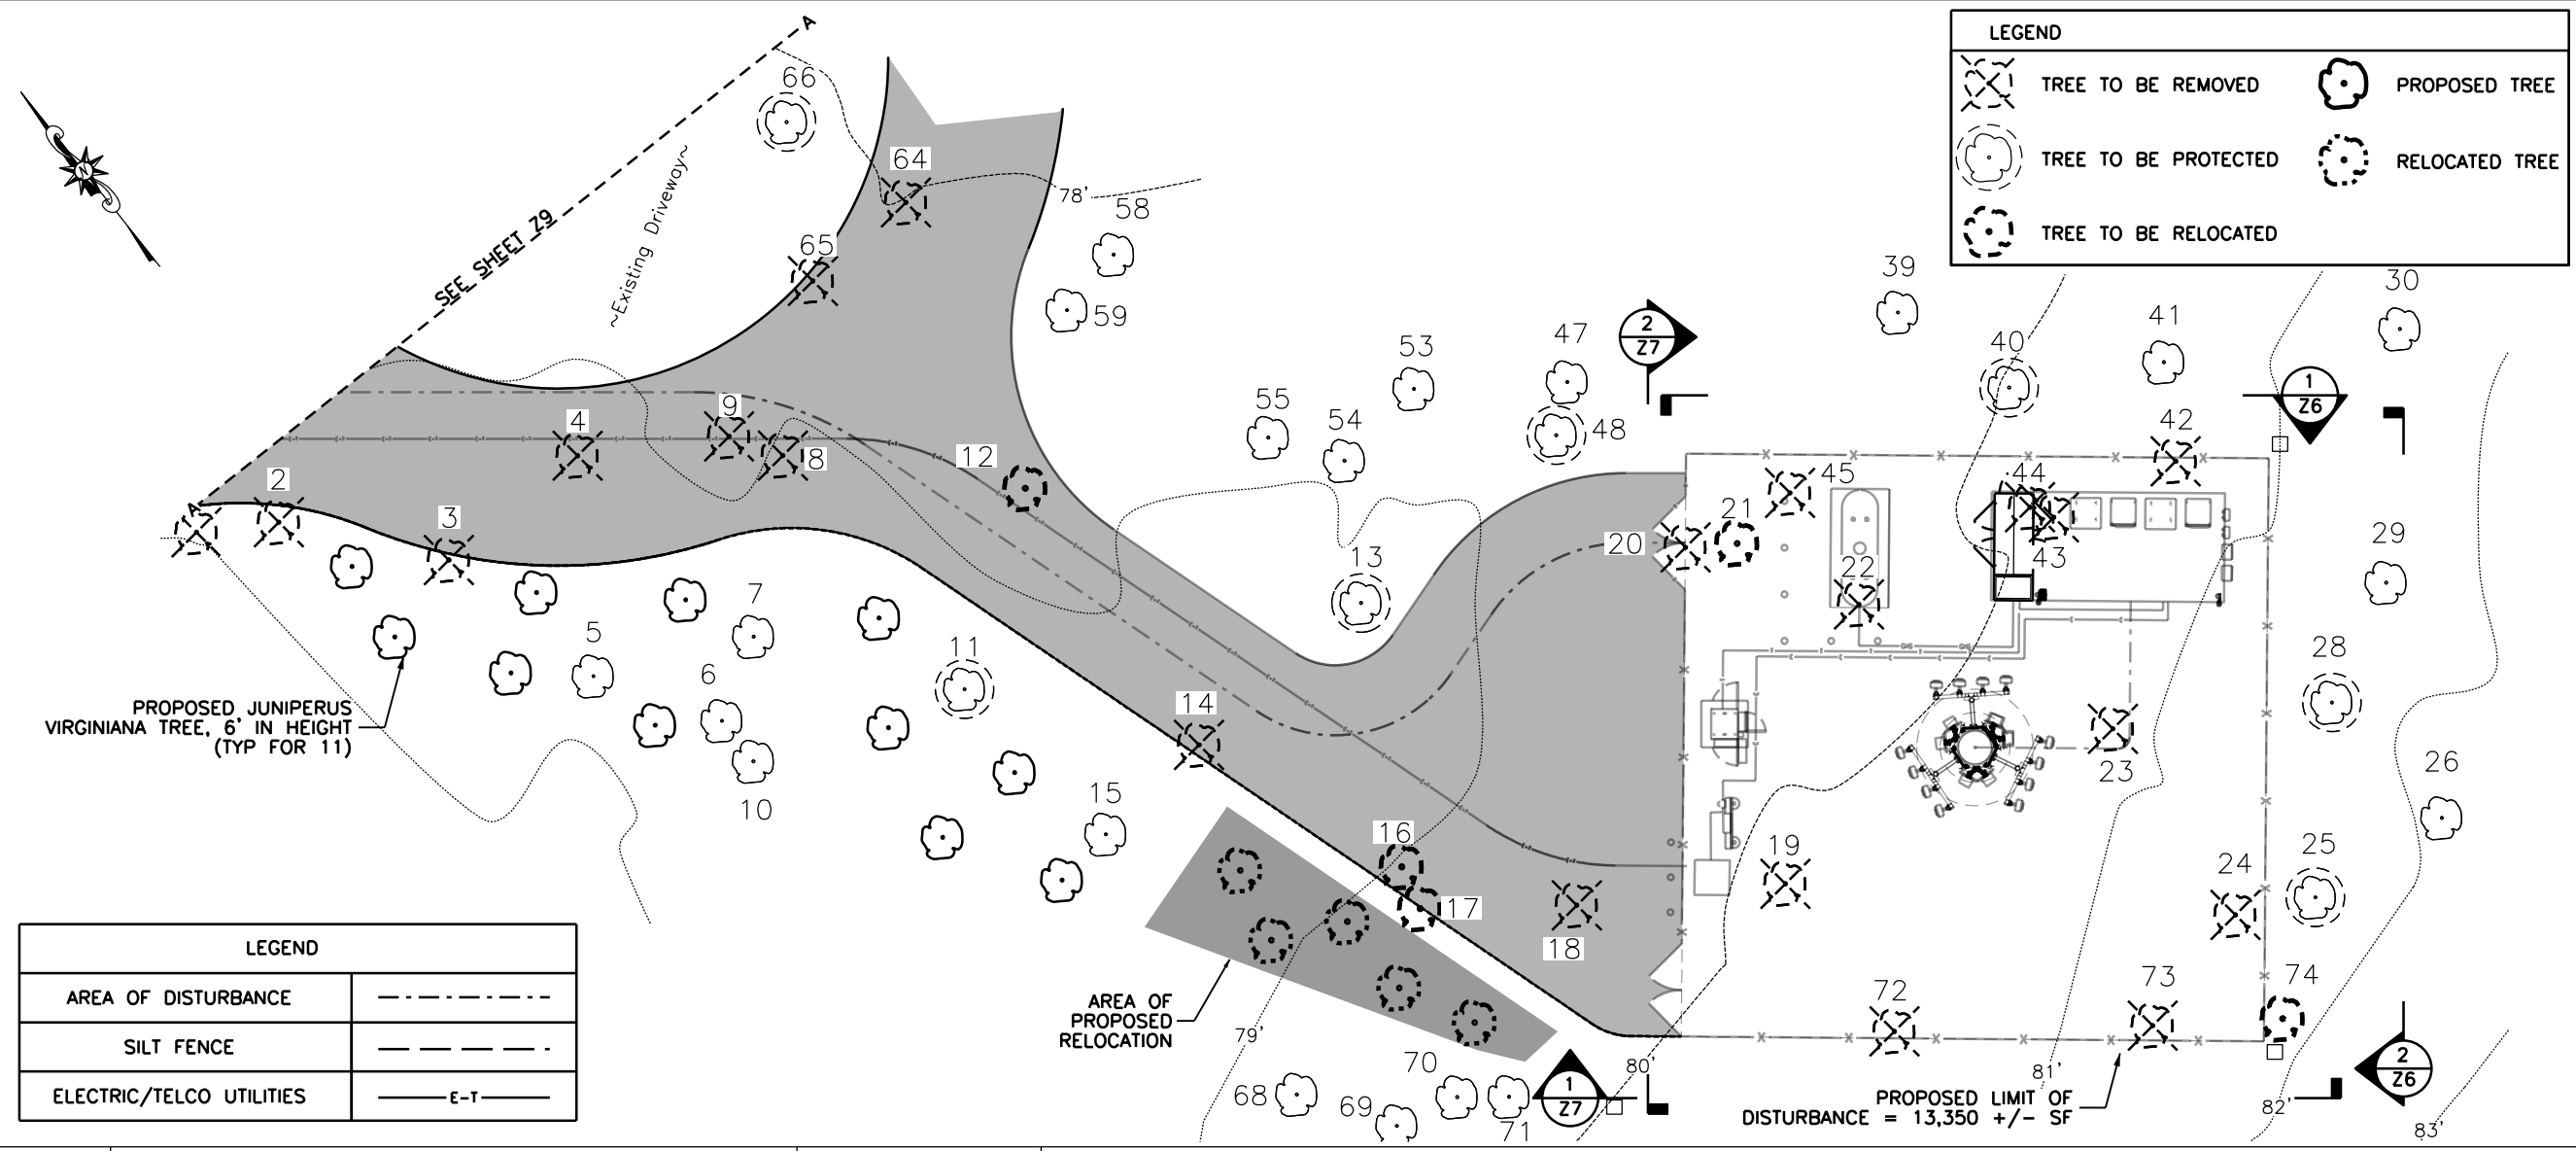 A
66
LEGEND
TREE TO BE REMOVED
PROPOSED TREE
TREE TO BE PROTECTED
RELOCATED TREE
TREE TO BE RELOCATED
N
~Existing Driveway~
SEE SHEET Z9
64
78'
58
65
59
39
30
2
Z7
47
41
53
40
1
Z6
55
54
48
42
4
9
8
12
45
44
2
A
3
21
20
43
13
29
22
7
5
11
28
6
PROPOSED JUNIPERUS
VIRGINIANA TREE, 6' IN HEIGHT
(TYP FOR 11)
14
23
26
10
15
16
19
25
24
17
18
LEGEND
AREA OF DISTURBANCE
SILT FENCE
ELECTRIC/TELCO UTILITIES
E-T
AREA OF
PROPOSED
RELOCATION
72
73
74
79'
70
80'
81'
2
Z6
68
69
71
1
Z7
PROPOSED LIMIT OF
DISTURBANCE = 13,350 +/- SF
82'
83'